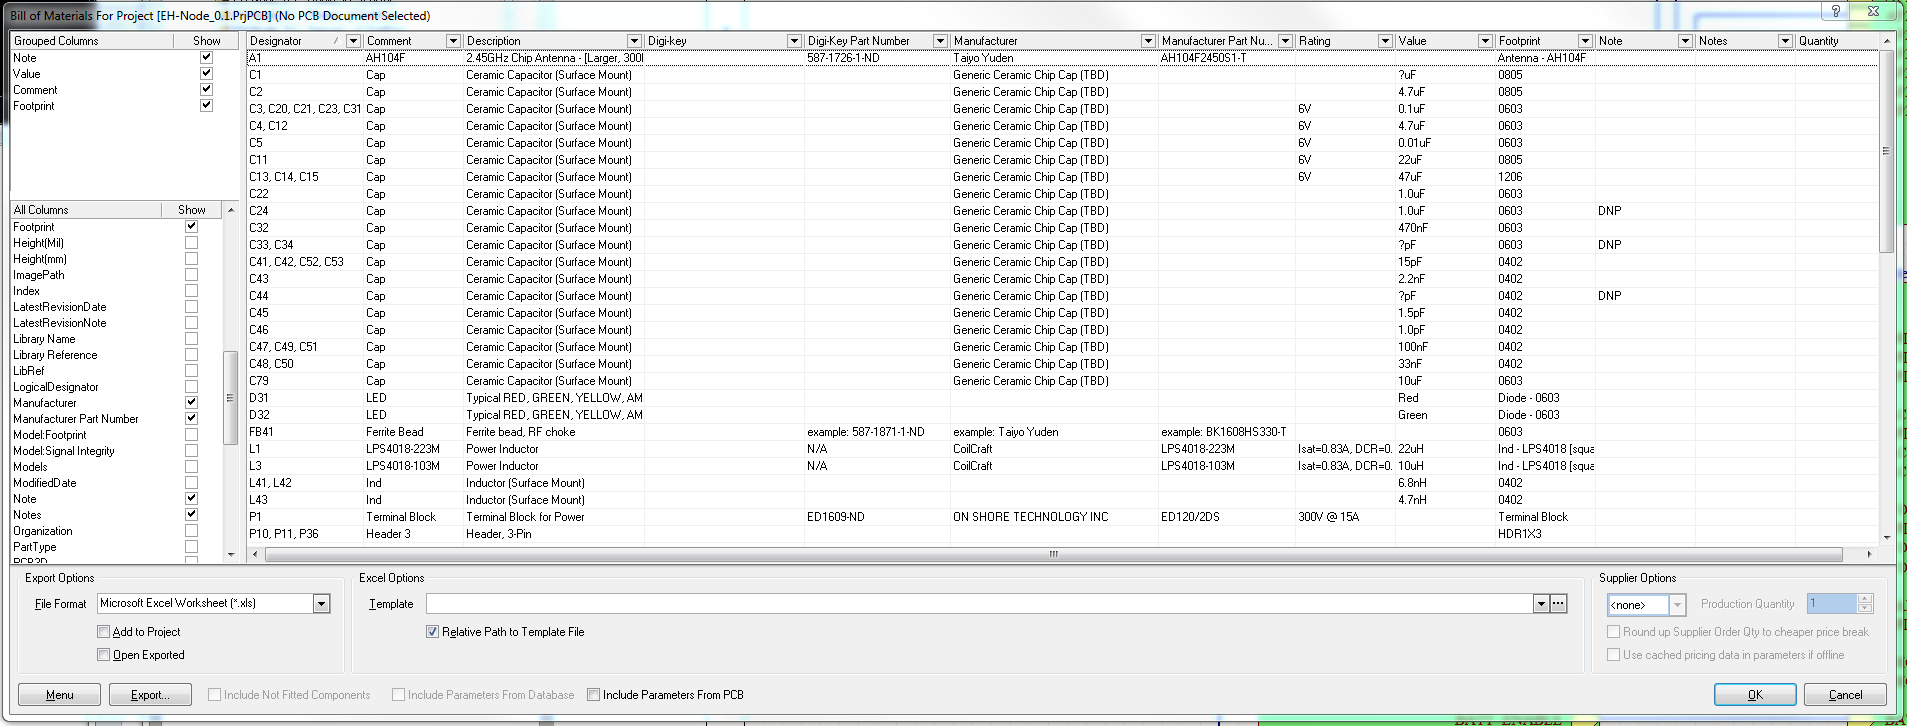 Bill of Materials For Project [EH-Node_0.1.PrjPCB] (No PCB Document Selected)
Grouped Columns Show
Note
Value
Comment
Footprint
All Columns Show
Footprint
Height(Mil)
Height(mm)
ImagePath
Index
LatestRevisionDate
LatestRevisionNote
Library Name
Library Reference
LibRef
LogicalDesignator
Manufacturer
Manufacturer Part Number
Model:Footprint
Model:Signal Integrity
Models
ModifiedDate
Note
Notes
Organization
PartType
PCB3D
Designator Comment Description Digi-key Digi-Key Part Number Manufacturer Manufacturer Part Nu... Rating Value Footprint Note Notes Quantity
A1 AH104F 2.45GHz Chip Antenna - [Larger, 300l 587-1726-1-ND Taiyo Yuden AH104F2450S1-T Antenna - AH104F
C1 Cap Ceramic Capacitor (Surface Mount) Generic Ceramic Chip Cap (TBD) ?uF 0805
C2 Cap Ceramic Capacitor (Surface Mount) Generic Ceramic Chip Cap (TBD) 4.7uF 0805
C3, C20, C21, C23, C31 Cap Ceramic Capacitor (Surface Mount) Generic Ceramic Chip Cap (TBD) 6V 0.1uF 0603
C4, C12 Cap Ceramic Capacitor (Surface Mount) Generic Ceramic Chip Cap (TBD) 6V 4.7uF 0603
C5 Cap Ceramic Capacitor (Surface Mount) Generic Ceramic Chip Cap (TBD) 6V 0.01uF 0603
C11 Cap Ceramic Capacitor (Surface Mount) Generic Ceramic Chip Cap (TBD) 6V 22uF 0805
C13, C14, C15 Cap Ceramic Capacitor (Surface Mount) Generic Ceramic Chip Cap (TBD) 6V 47uF 1206
C22 Cap Ceramic Capacitor (Surface Mount) Generic Ceramic Chip Cap (TBD) 1.0uF 0603
C24 Cap Ceramic Capacitor (Surface Mount) Generic Ceramic Chip Cap (TBD) 1.0uF 0603 DNP
C32 Cap Ceramic Capacitor (Surface Mount) Generic Ceramic Chip Cap (TBD) 470nF 0603
C33, C34 Cap Ceramic Capacitor (Surface Mount) Generic Ceramic Chip Cap (TBD) ?pF 0603 DNP
C41, C42, C52, C53 Cap Ceramic Capacitor (Surface Mount) Generic Ceramic Chip Cap (TBD) 15pF 0402
C43 Cap Ceramic Capacitor (Surface Mount) Generic Ceramic Chip Cap (TBD) 2.2nF 0402
C44 Cap Ceramic Capacitor (Surface Mount) Generic Ceramic Chip Cap (TBD) ?pF 0402 DNP
C45 Cap Ceramic Capacitor (Surface Mount) Generic Ceramic Chip Cap (TBD) 1.5pF 0402
C46 Cap Ceramic Capacitor (Surface Mount) Generic Ceramic Chip Cap (TBD) 1.0pF 0402
C47, C49, C51 Cap Ceramic Capacitor (Surface Mount) Generic Ceramic Chip Cap (TBD) 100nF 0402
C48, C50 Cap Ceramic Capacitor (Surface Mount) Generic Ceramic Chip Cap (TBD) 33nF 0402
C79 Cap Ceramic Capacitor (Surface Mount) Generic Ceramic Chip Cap (TBD) 10uF 0603
D31 LED Typical RED, GREEN, YELLOW, AM Red Diode - 0603
D32 LED Typical RED, GREEN, YELLOW, AM Green Diode - 0603
FB41 Ferrite Bead Ferrite bead, RF choke example: 587-1871-1-ND example: Taiyo Yuden example: BK1608HS330-T 0603
L1 LPS4018-223M Power Inductor N/A CoilCraft LPS4018-223M Isat=0.83A, DCR=0. 22uH Ind - LPS4018 [squa
L3 LPS4018-103M Power Inductor N/A CoilCraft LPS4018-103M Isat=0.83A, DCR=0. 10uH Ind - LPS4018 [squa
L41, L42 Ind Inductor (Surface Mount) 6.8nH 0402
L43 Ind Inductor (Surface Mount) 4.7nH 0402
P1 Terminal Block Terminal Block for Power ED1609-ND ON SHORE TECHNOLOGY INC ED120/2DS 300V @ 15A Terminal Block
P10, P11, P36 Header 3 Header, 3-Pin HDR1X3
Export Options
File Format Microsoft Excel Worksheet (*.xls)
Add to Project
Open Exported
Excel Options
Template
Relative Path to Template File
Supplier Options
<none> Production Quantity 1
Round up Supplier Order Qty to cheaper price break
Use cached pricing data in parameters if offline
Menu Export... Include Not Fitted Components Include Parameters From Database Include Parameters From PCB OK Cancel